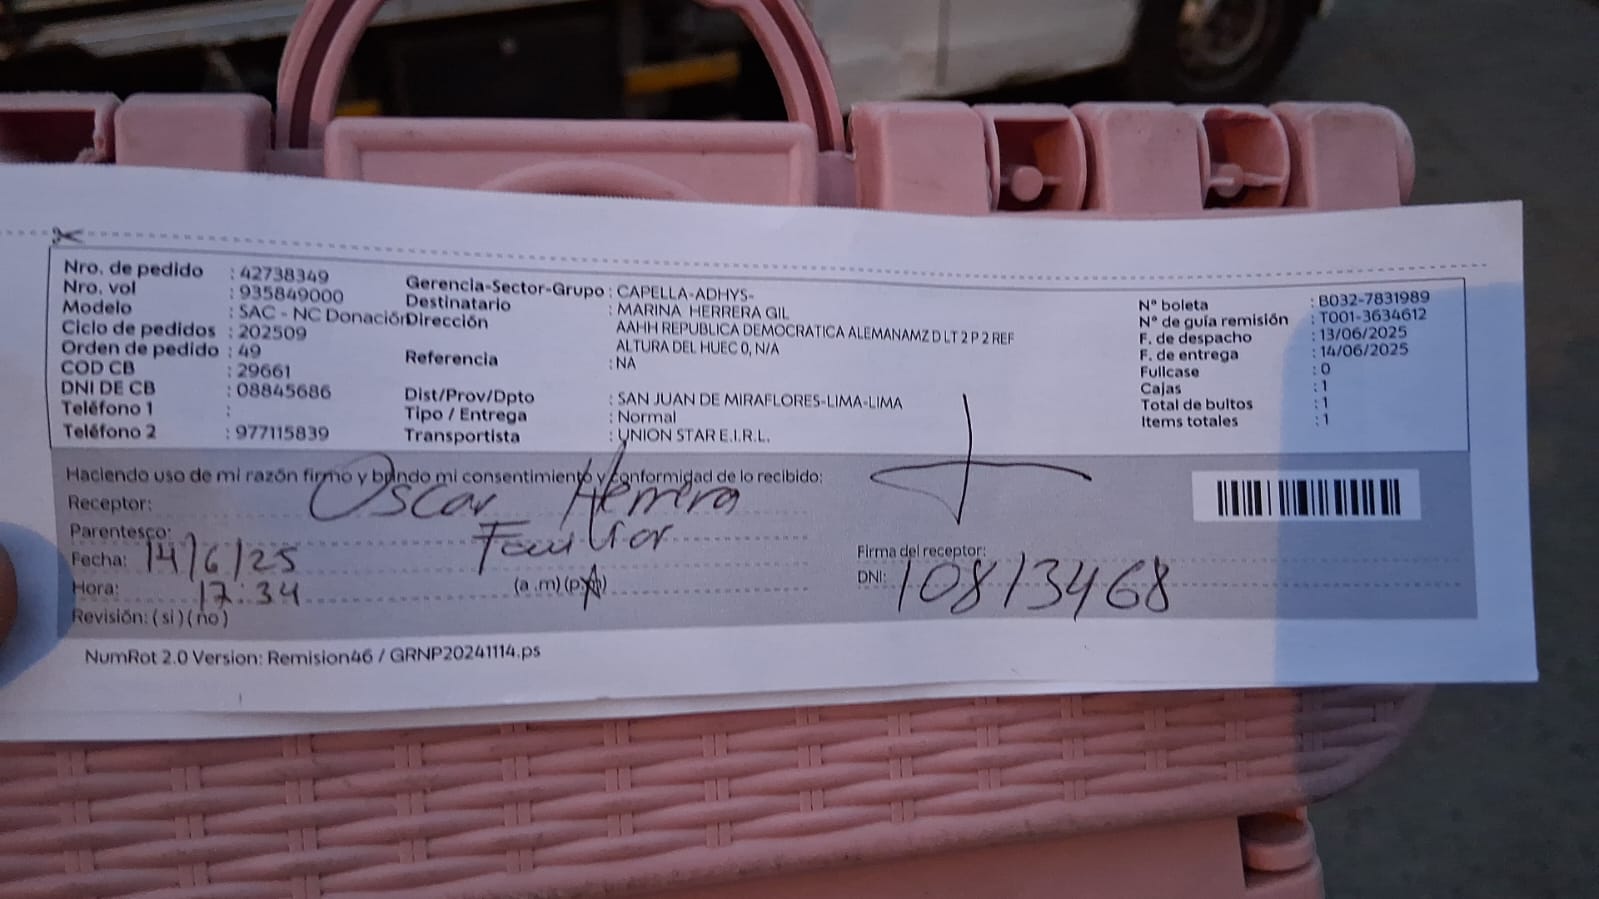 Nro. de pedido : 42738349
Nro. vol : 935849000
Modelo : SAC - NC Donación
Ciclo de pedidos : 202509
Orden de pedido : 49
COD CB : 29661
DNI DE CB : 08845686
Teléfono 1 :
Teléfono 2 : 977115839
Gerencia-Sector-Grupo : CAPELLA-ADHYS-
Destinatario : MARINA HERRERA GIL
Dirección AAHH REPUBLICA DEMOCRATICA ALEMANAMZ D LT 2 P 2 REF
ALTURA DEL HUEC 0, N/A
Referencia : NA
Dist/Prov/Dpto : SAN JUAN DE MIRAFLORES-LIMA-LIMA
Tipo / Entrega : Normal
Transportista : UNION STAR E.I.R.L.
N° boleta : B032-7831989
N° de guía remisión : T001-3634612
F. de despacho : 13/06/2025
F. de entrega : 14/06/2025
Fullcase : 0
Cajas : 1
Total de bultos : 1
Items totales : 1
Haciendo uso de mi razón firmo y brindo mi consentimiento y conformidad de lo recibido:
Receptor: Oscar Herrera
Parentesco: Familiar
Fecha: 14/6/25
Hora: 17:34 (a.m) (p.m)
Revisión: ( si ) ( no )
Firma del receptor:
DNI: 10813468
NumRot 2.0 Version: Remision46 / GRNP20241114.ps